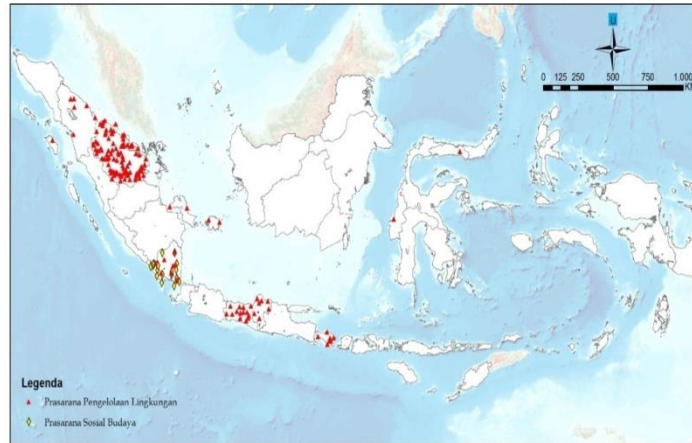 U
0 125 250 500 750 1.000
KM
Legenda
Prasarana Pengelolaan Lingkungan
Prasarana Sosial Budaya